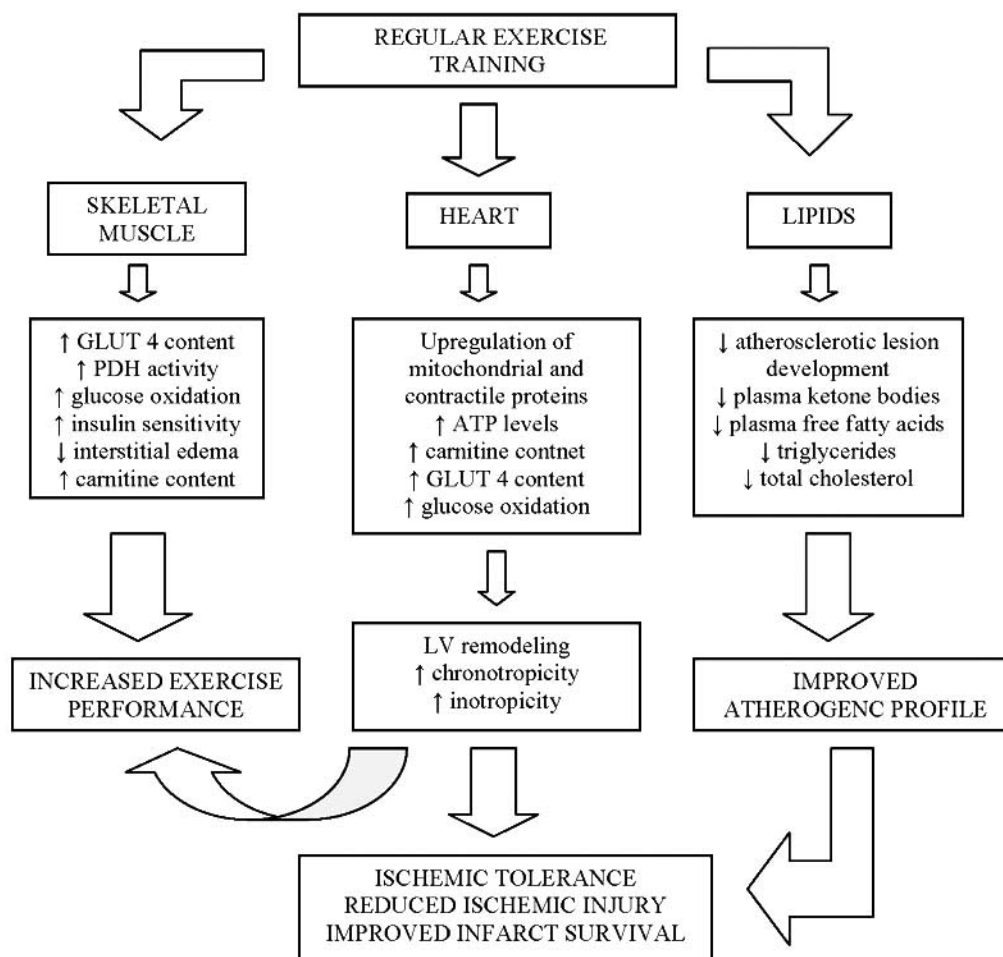 REGULAR EXERCISE
TRAINING
SKELETAL
MUSCLE
HEART
LIPIDS
↑ GLUT 4 content
↑ PDH activity
↑ glucose oxidation
↑ insulin sensitivity
↓ interstitial edema
↑ carnitine content
Upregulation of
mitochondrial and
contractile proteins
↑ ATP levels
↑ carnitine contnet
↑ GLUT 4 content
↑ glucose oxidation
↓ atherosclerotic lesion
development
↓ plasma ketone bodies
↓ plasma free fatty acids
↓ triglycerides
↓ total cholesterol
INCREASED EXERCISE
PERFORMANCE
LV remodeling
↑ chronotropicity
↑ inotropicity
IMPROVED
ATHEROGENC PROFILE
ISCHEMIC TOLERANCE
REDUCED ISCHEMIC INJURY
IMPROVED INFARCT SURVIVAL